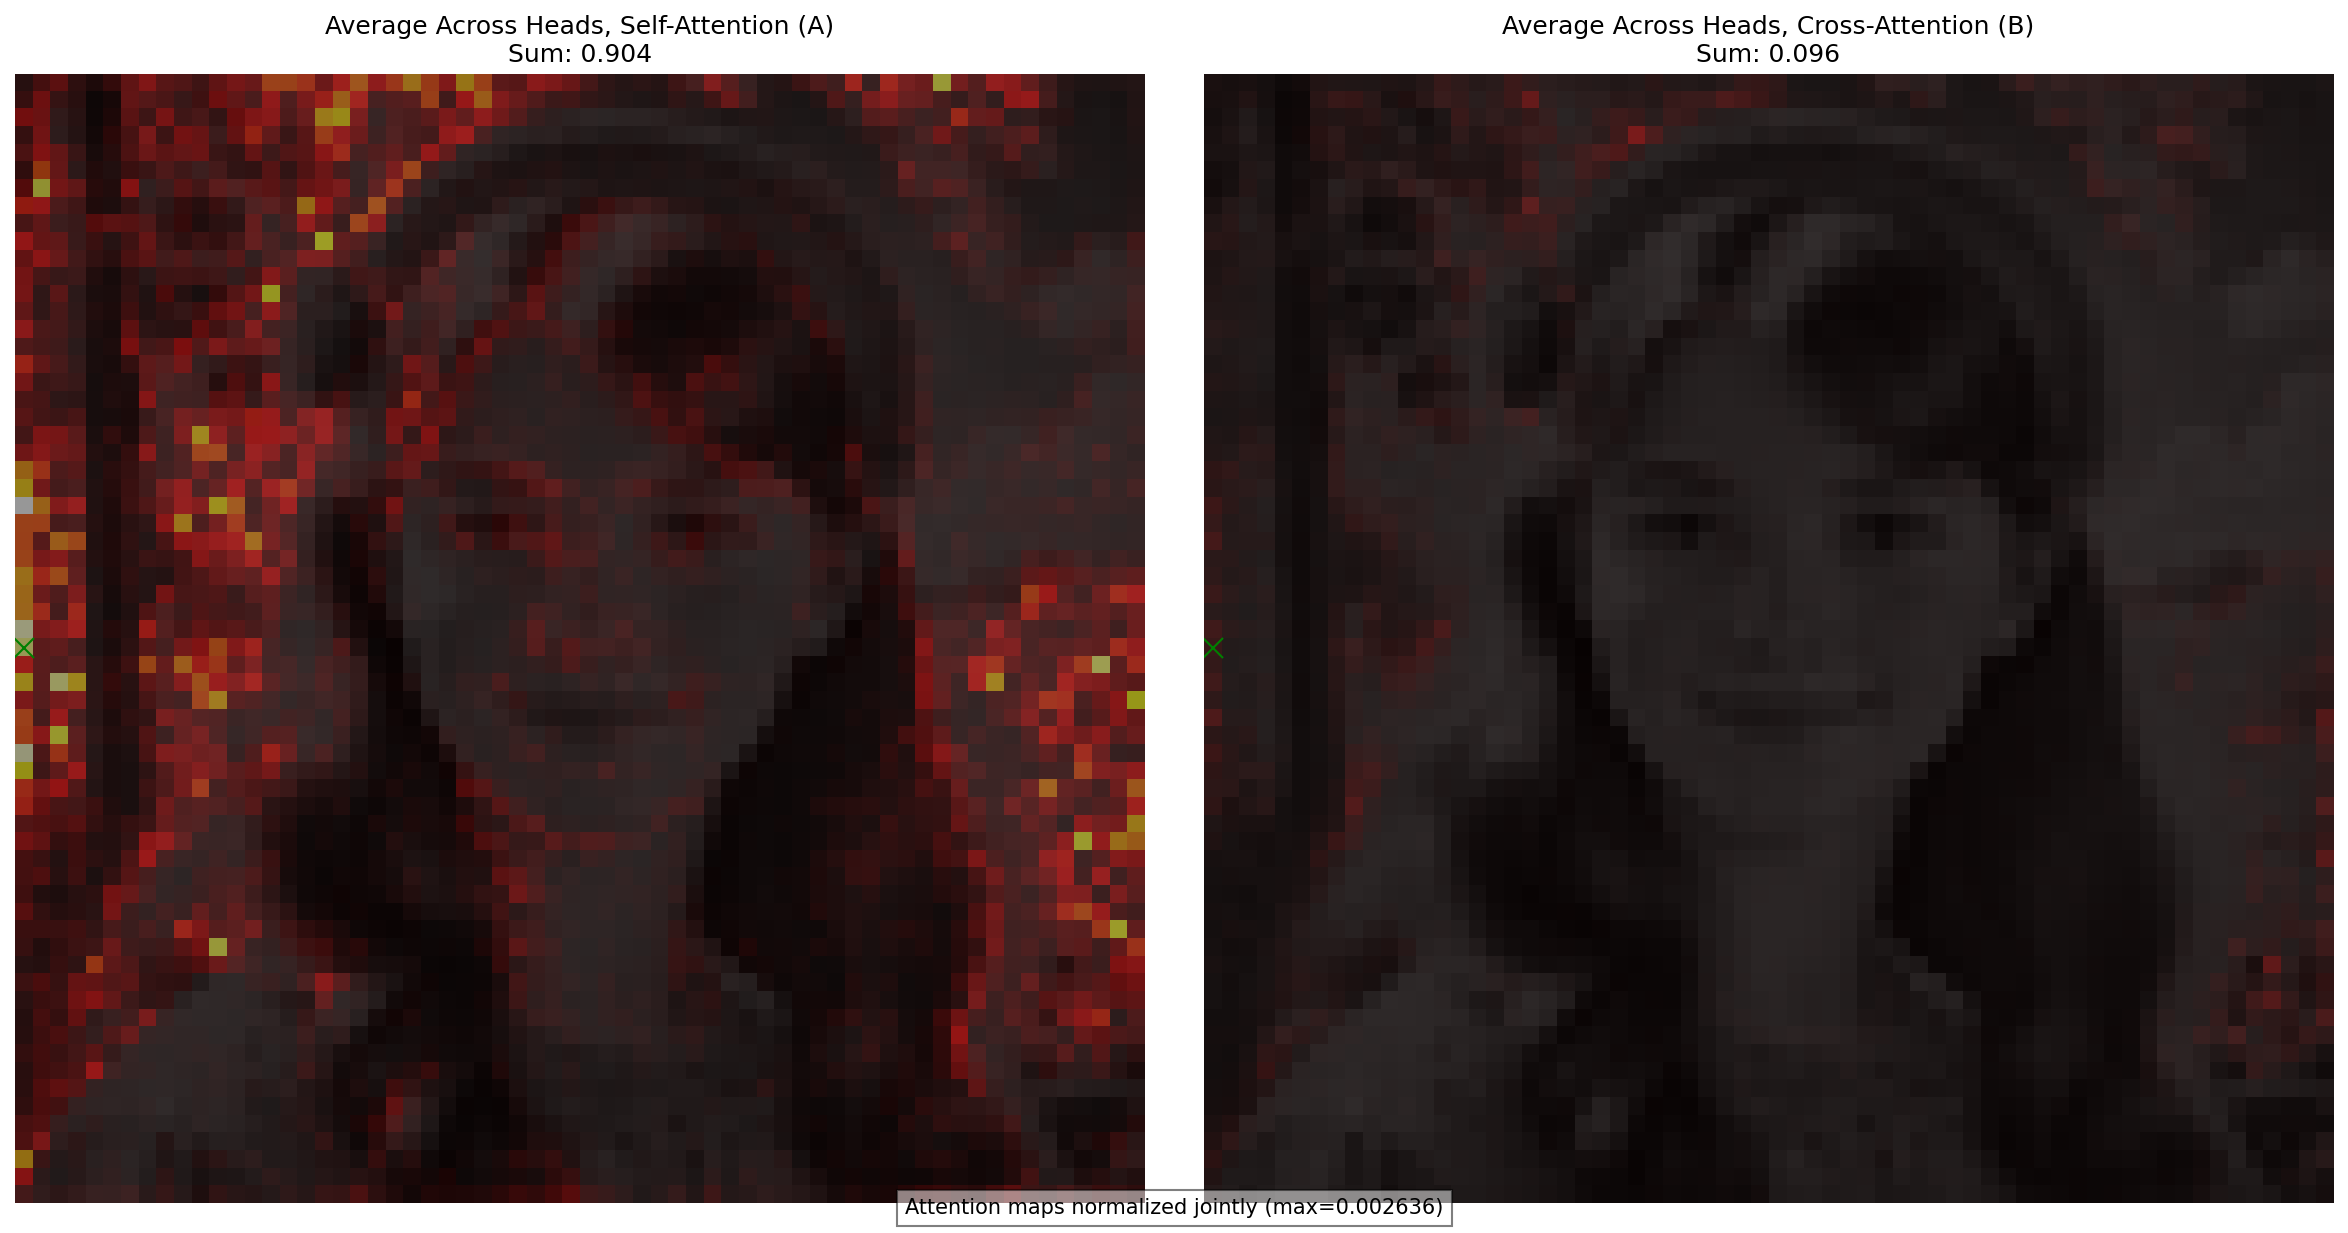 Average Across Heads, Self-Attention (A)
Sum: 0.904
Average Across Heads, Cross-Attention (B)
Sum: 0.096
Attention maps normalized jointly (max=0.002636)